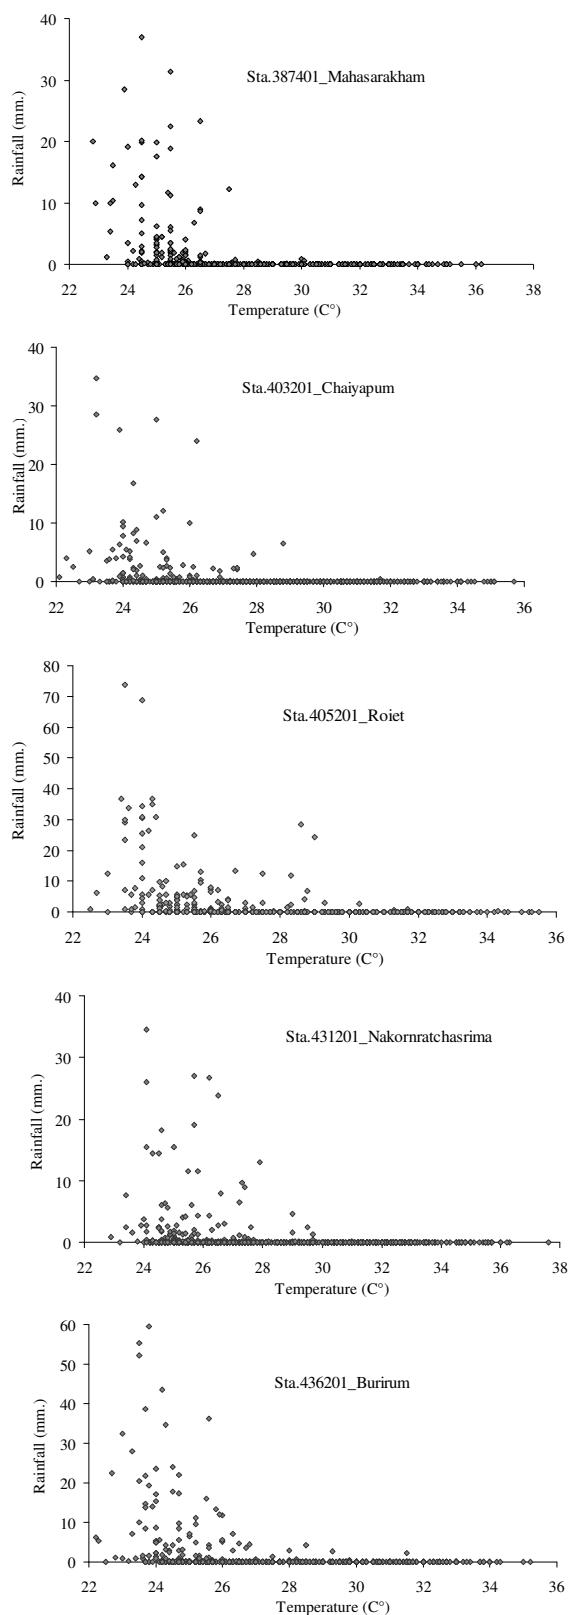 Sta.387401_Mahasarakham
Rainfall (mm.)
40
30
20
10
0
22 24 26 28 30 32 34 36 38
Temperature (C°)
Sta.403201_Chaiyapum
Rainfall (mm.)
40
30
20
10
0
22 24 26 28 30 32 34 36
Temperature (C°)
Sta.405201_Roiet
Rainfall (mm.)
80
70
60
50
40
30
20
10
0
22 24 26 28 30 32 34 36
Temperature (C°)
Sta.431201_Nakornratchasrima
Rainfall (mm.)
40
30
20
10
0
22 24 26 28 30 32 34 36 38
Temperature (C°)
Sta.436201_Burirum
Rainfall (mm.)
60
50
40
30
20
10
0
22 24 26 28 30 32 34 36
Temperature (C°)